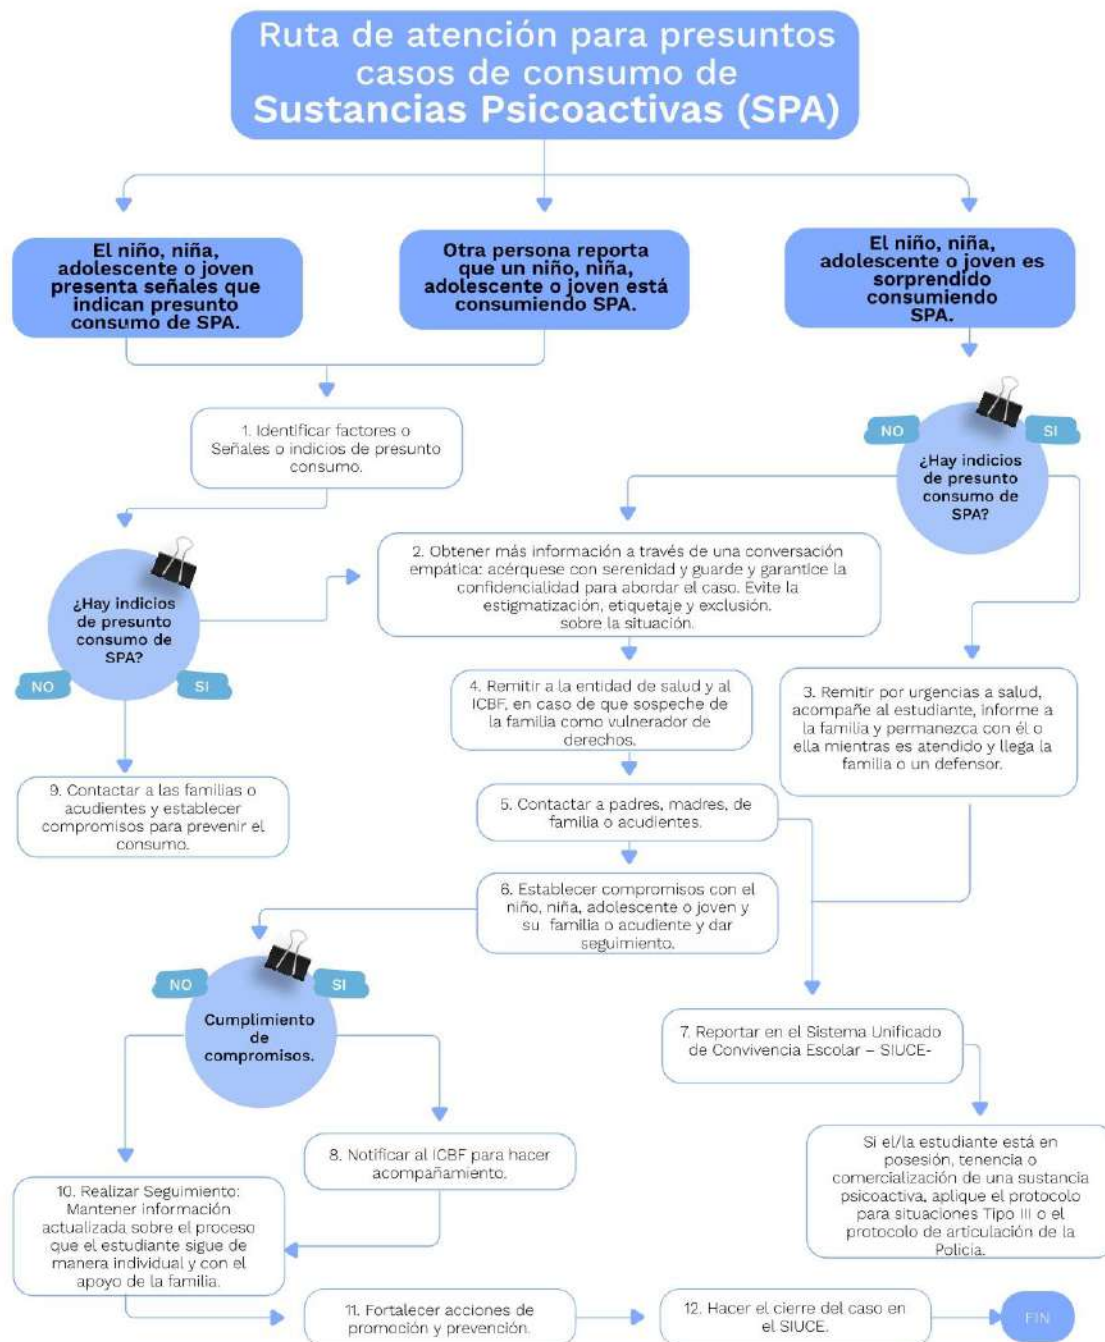 Ruta de atención para presuntos
casos de consumo de
Sustancias Psicoactivas (SPA)
El niño, niña,
adolescente o joven
presenta señales que
indican presunto
consumo de SPA.
Otra persona reporta
que un niño, niña,
adolescente o joven está
consumiendo SPA.
El niño, niña,
adolescente o joven es
sorprendido
consumiendo
SPA.
1. Identificar factores o
Señales o indicios de presunto
consumo.
NO
SI
¿Hay indicios
de presunto
consumo de
SPA?
2. Obtener más información a través de una conversación
empática: acérquese con serenidad y guarde y garantice la
confidencialidad para abordar el caso. Evite la
estigmatización, etiquetaje y exclusión.
sobre la situación.
¿Hay indicios
de presunto
consumo de
SPA?
NO
SI
4. Remitir a la entidad de salud y al
ICBF, en caso de que sospeche de
la familia como vulnerador de
derechos.
3. Remitir por urgencias a salud,
acompañe al estudiante, informe a
la familia y permanezca con él o
ella mientras es atendido y llega la
familia o un defensor.
9. Contactar a las familias o
acudientes y establecer
compromisos para prevenir el
consumo.
5. Contactar a padres, madres, de
familia o acudientes.
6. Establecer compromisos con el
niño, niña, adolescente o joven y
su familia o acudiente y dar
seguimiento.
NO
SI
Cumplimiento
de
compromisos.
7. Reportar en el Sistema Unificado
de Convivencia Escolar – SIUCE-
8. Notificar al ICBF para hacer
acompañamiento.
Si el/la estudiante está en
posesión, tenencia o
comercialización de una sustancia
psicoactiva, aplique el protocolo
para situaciones Tipo III o el
protocolo de articulación de la
Policia.
10. Realizar Seguimiento:
Mantener información
actualizada sobre el proceso
que el estudiante sigue de
manera individual y con el
apoyo de la familia.
11. Fortalecer acciones de
promoción y prevención.
12. Hacer el cierre del caso en
el SIUCE.
FIN